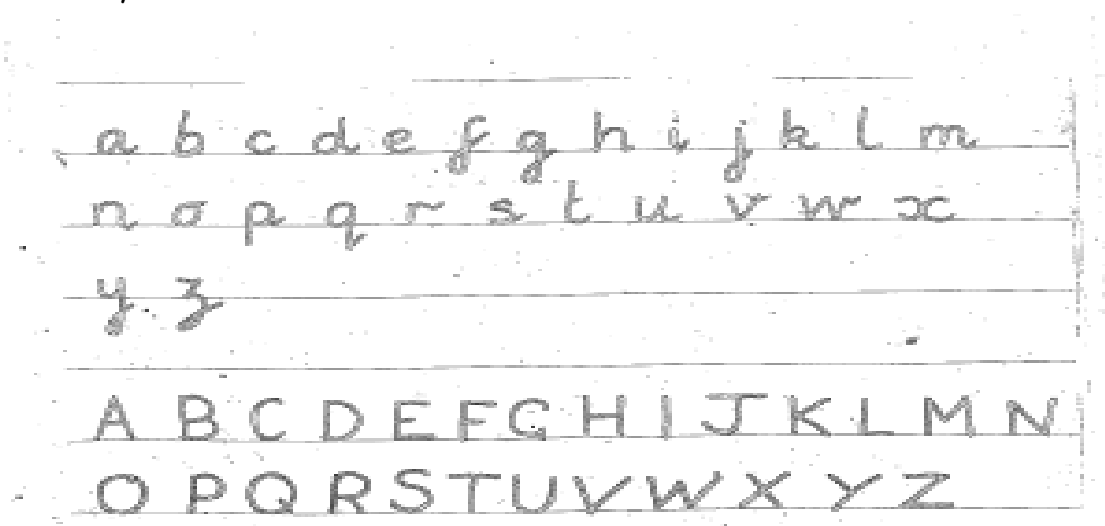 a b c d e f g h i j k l m
n o p q r s t u v w x
y z
A B C D E F G H I J K L M N
O P Q R S T U V W X Y Z